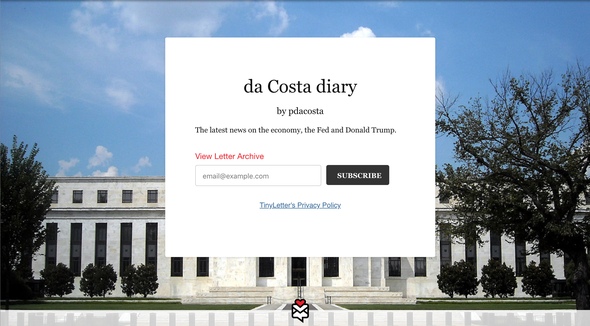 da Costa diary
by pdacosta
The latest news on the economy, the Fed and Donald Trump.
View Letter Archive
email@example.com
SUBSCRIBE
TinyLetter's Privacy Policy